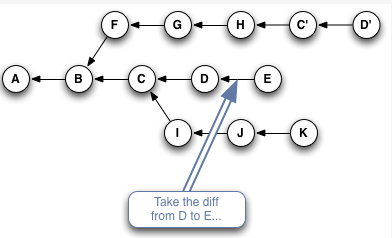 F G H C' D'
A B C D E
I J K
Take the diff
from D to E...